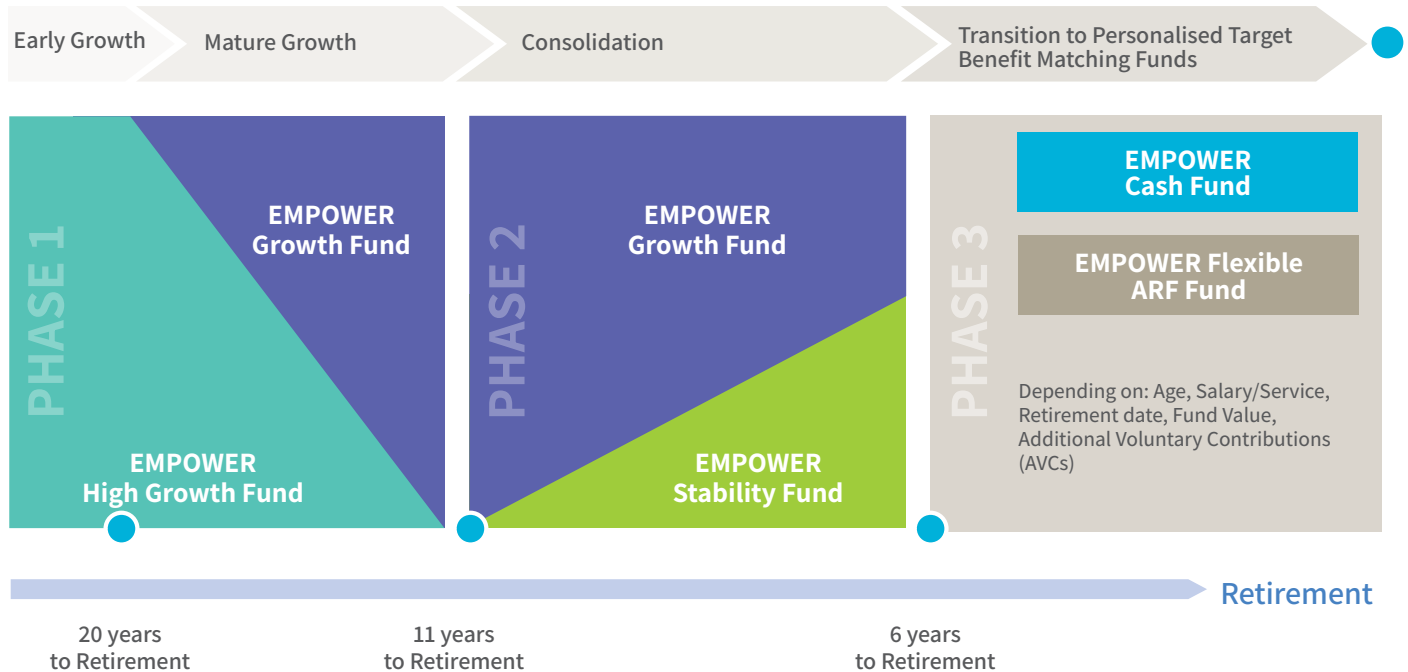 Early Growth
Mature Growth
Consolidation
Transition to Personalised Target
Benefit Matching Funds
PHASE 1
EMPOWER
Growth Fund
EMPOWER
High Growth Fund
PHASE 2
EMPOWER
Growth Fund
EMPOWER
Stability Fund
PHASE 3
EMPOWER
Cash Fund
EMPOWER Flexible
ARF Fund
Depending on: Age, Salary/Service,
Retirement date, Fund Value,
Additional Voluntary Contributions
(AVCs)
Retirement
20 years
to Retirement
11 years
to Retirement
6 years
to Retirement